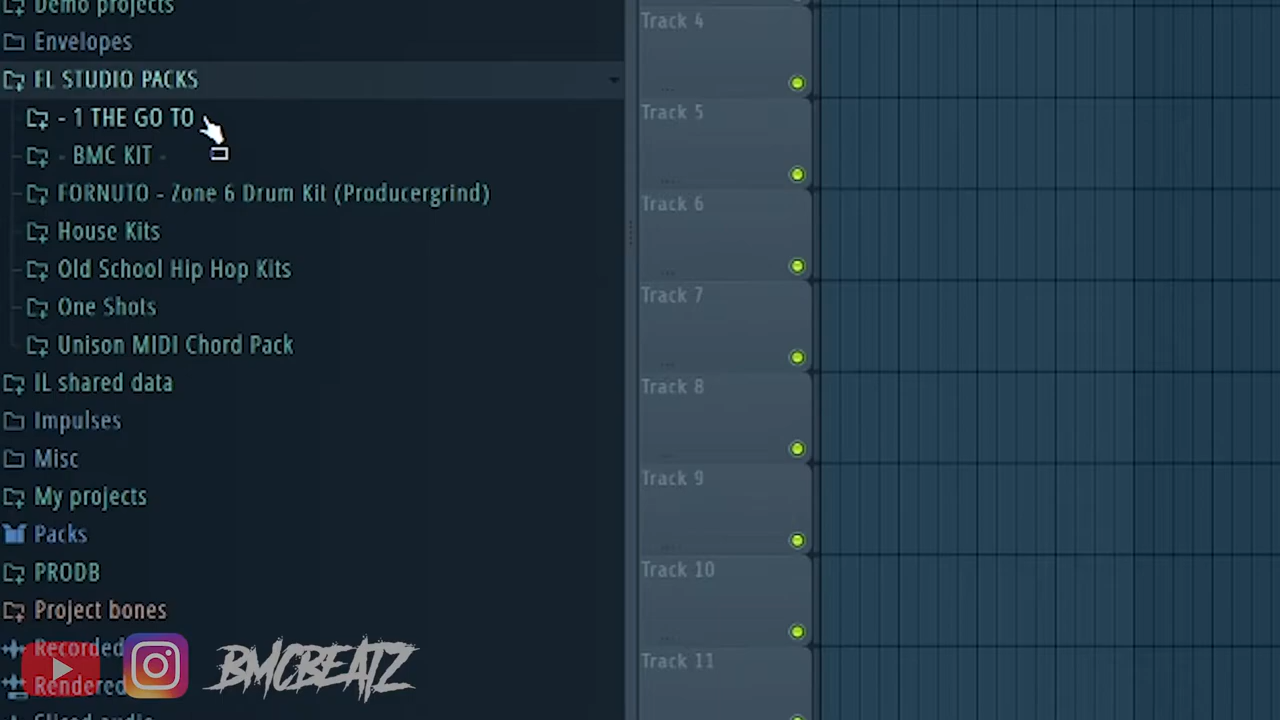 Demo projects
Envelopes
FL STUDIO PACKS
- 1 THE GO TO
- BMC KIT -
FORNUTO - Zone 6 Drum Kit (Producergrind)
House Kits
Old School Hip Hop Kits
One Shots
Unison MIDI Chord Pack
IL shared data
Impulses
Misc
My projects
Packs
PRODB
Project bones
Recorded
Rendered
Sliced audio
Track 4
Track 5
Track 6
Track 7
Track 8
Track 9
Track 10
Track 11
BMCBEATZ